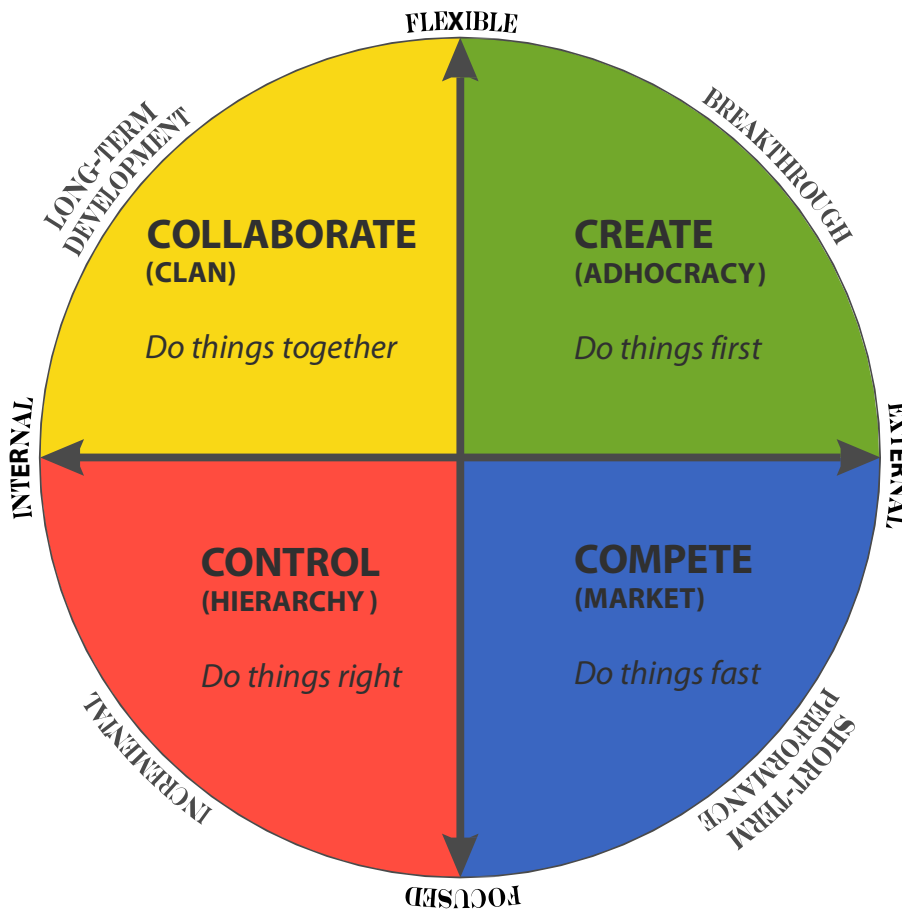 FLEXIBLE
LONG-TERM
DEVELOPMENT
BREAKTHROUGH
COLLABORATE
(CLAN)
Do things together
CREATE
(ADHOCRACY)
Do things first
INTERNAL
EXTERNAL
CONTROL
(HIERARCHY )
Do things right
COMPETE
(MARKET)
Do things fast
INCREMENTAL
SHORT-TERM
PERFORMANCE
FOCUSED